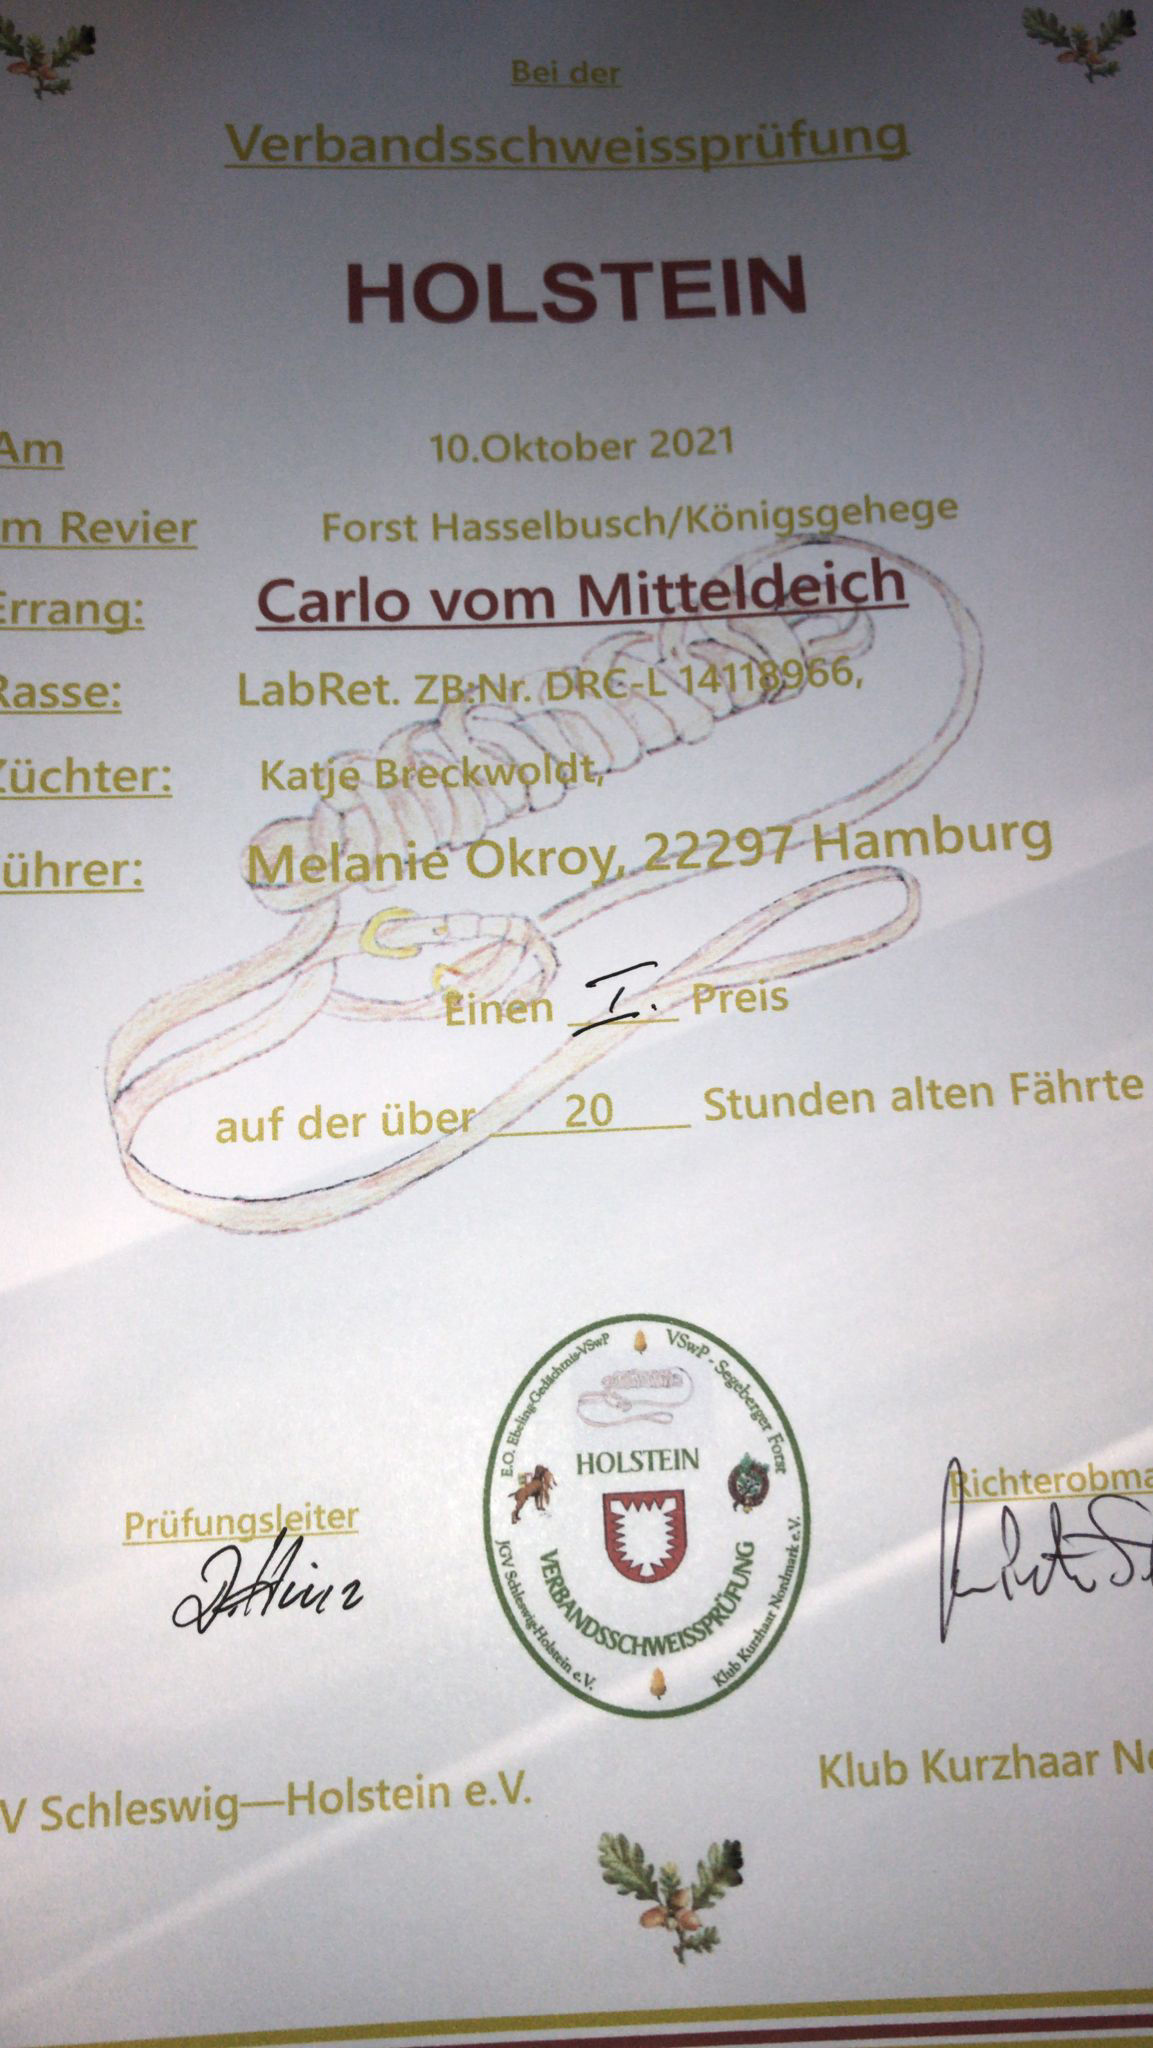 Bei der
Verbandsschweissprüfung
HOLSTEIN
Am 10.Oktober 2021
m Revier Forst Hasselbusch/Königsgehege
Errang: Carlo vom Mitteldeich
Rasse: LabRet. ZB:Nr. DRC-L 14118966,
Züchter: Katje Breckwoldt,
ührer: Melanie Okroy, 22297 Hamburg
Einen I. Preis
auf der über 20 Stunden alten Fährte
E.O. Ebeling-Gedächtnis-VSwP
VSwP - Segeberger Forst
HOLSTEIN
VERBANDSSCHWEISSPRÜFUNG
JGV Schleswig-Holstein e.V.
Klub Kurzhaar Nordmark e.V.
Prüfungsleiter
Richterobma
V Schleswig—Holstein e.V.
Klub Kurzhaar No